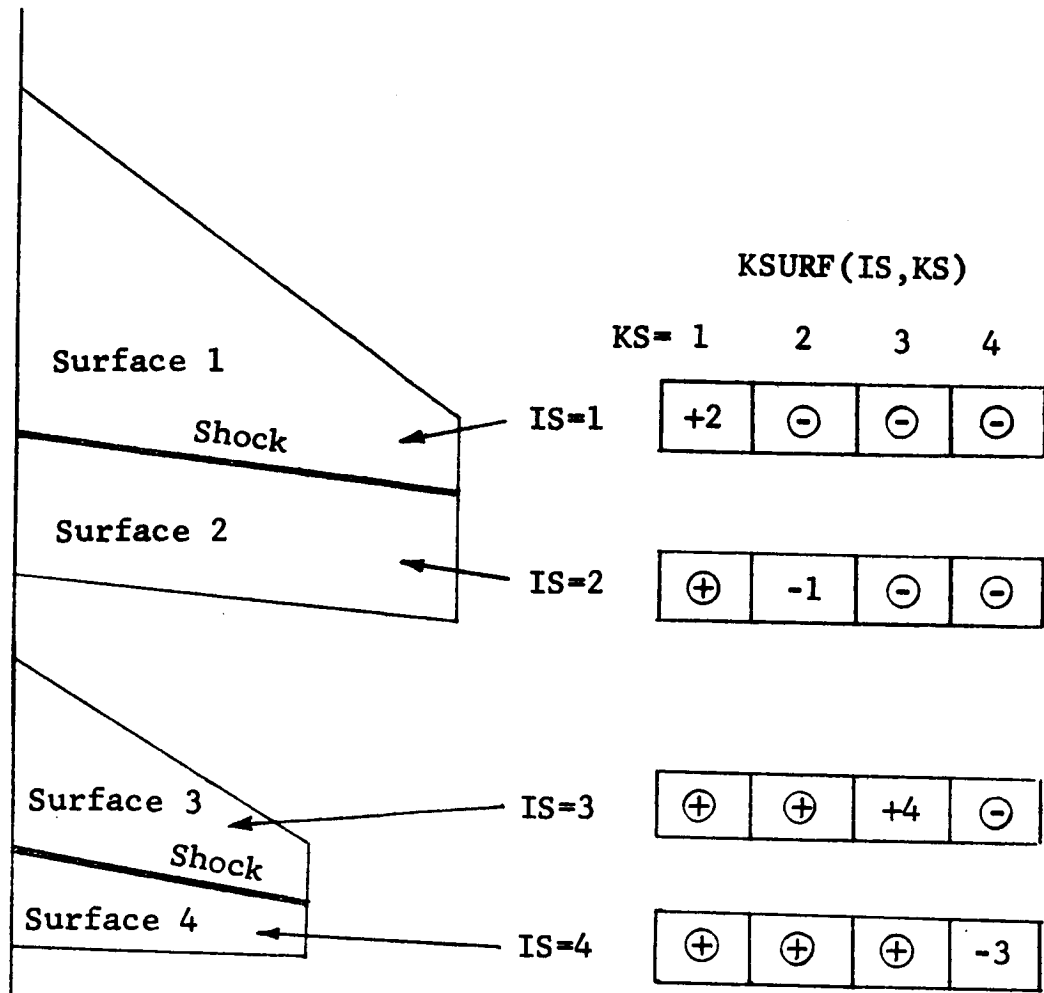 KSURF(IS,KS)
KS= 1 2 3 4
Surface 1
Shock
IS=1 +2 ⊖ ⊖ ⊖
Surface 2
IS=2 ⊕ -1 ⊖ ⊖
Surface 3
IS=3 ⊕ ⊕ +4 ⊖
Shock
Surface 4
IS=4 ⊕ ⊕ ⊕ -3